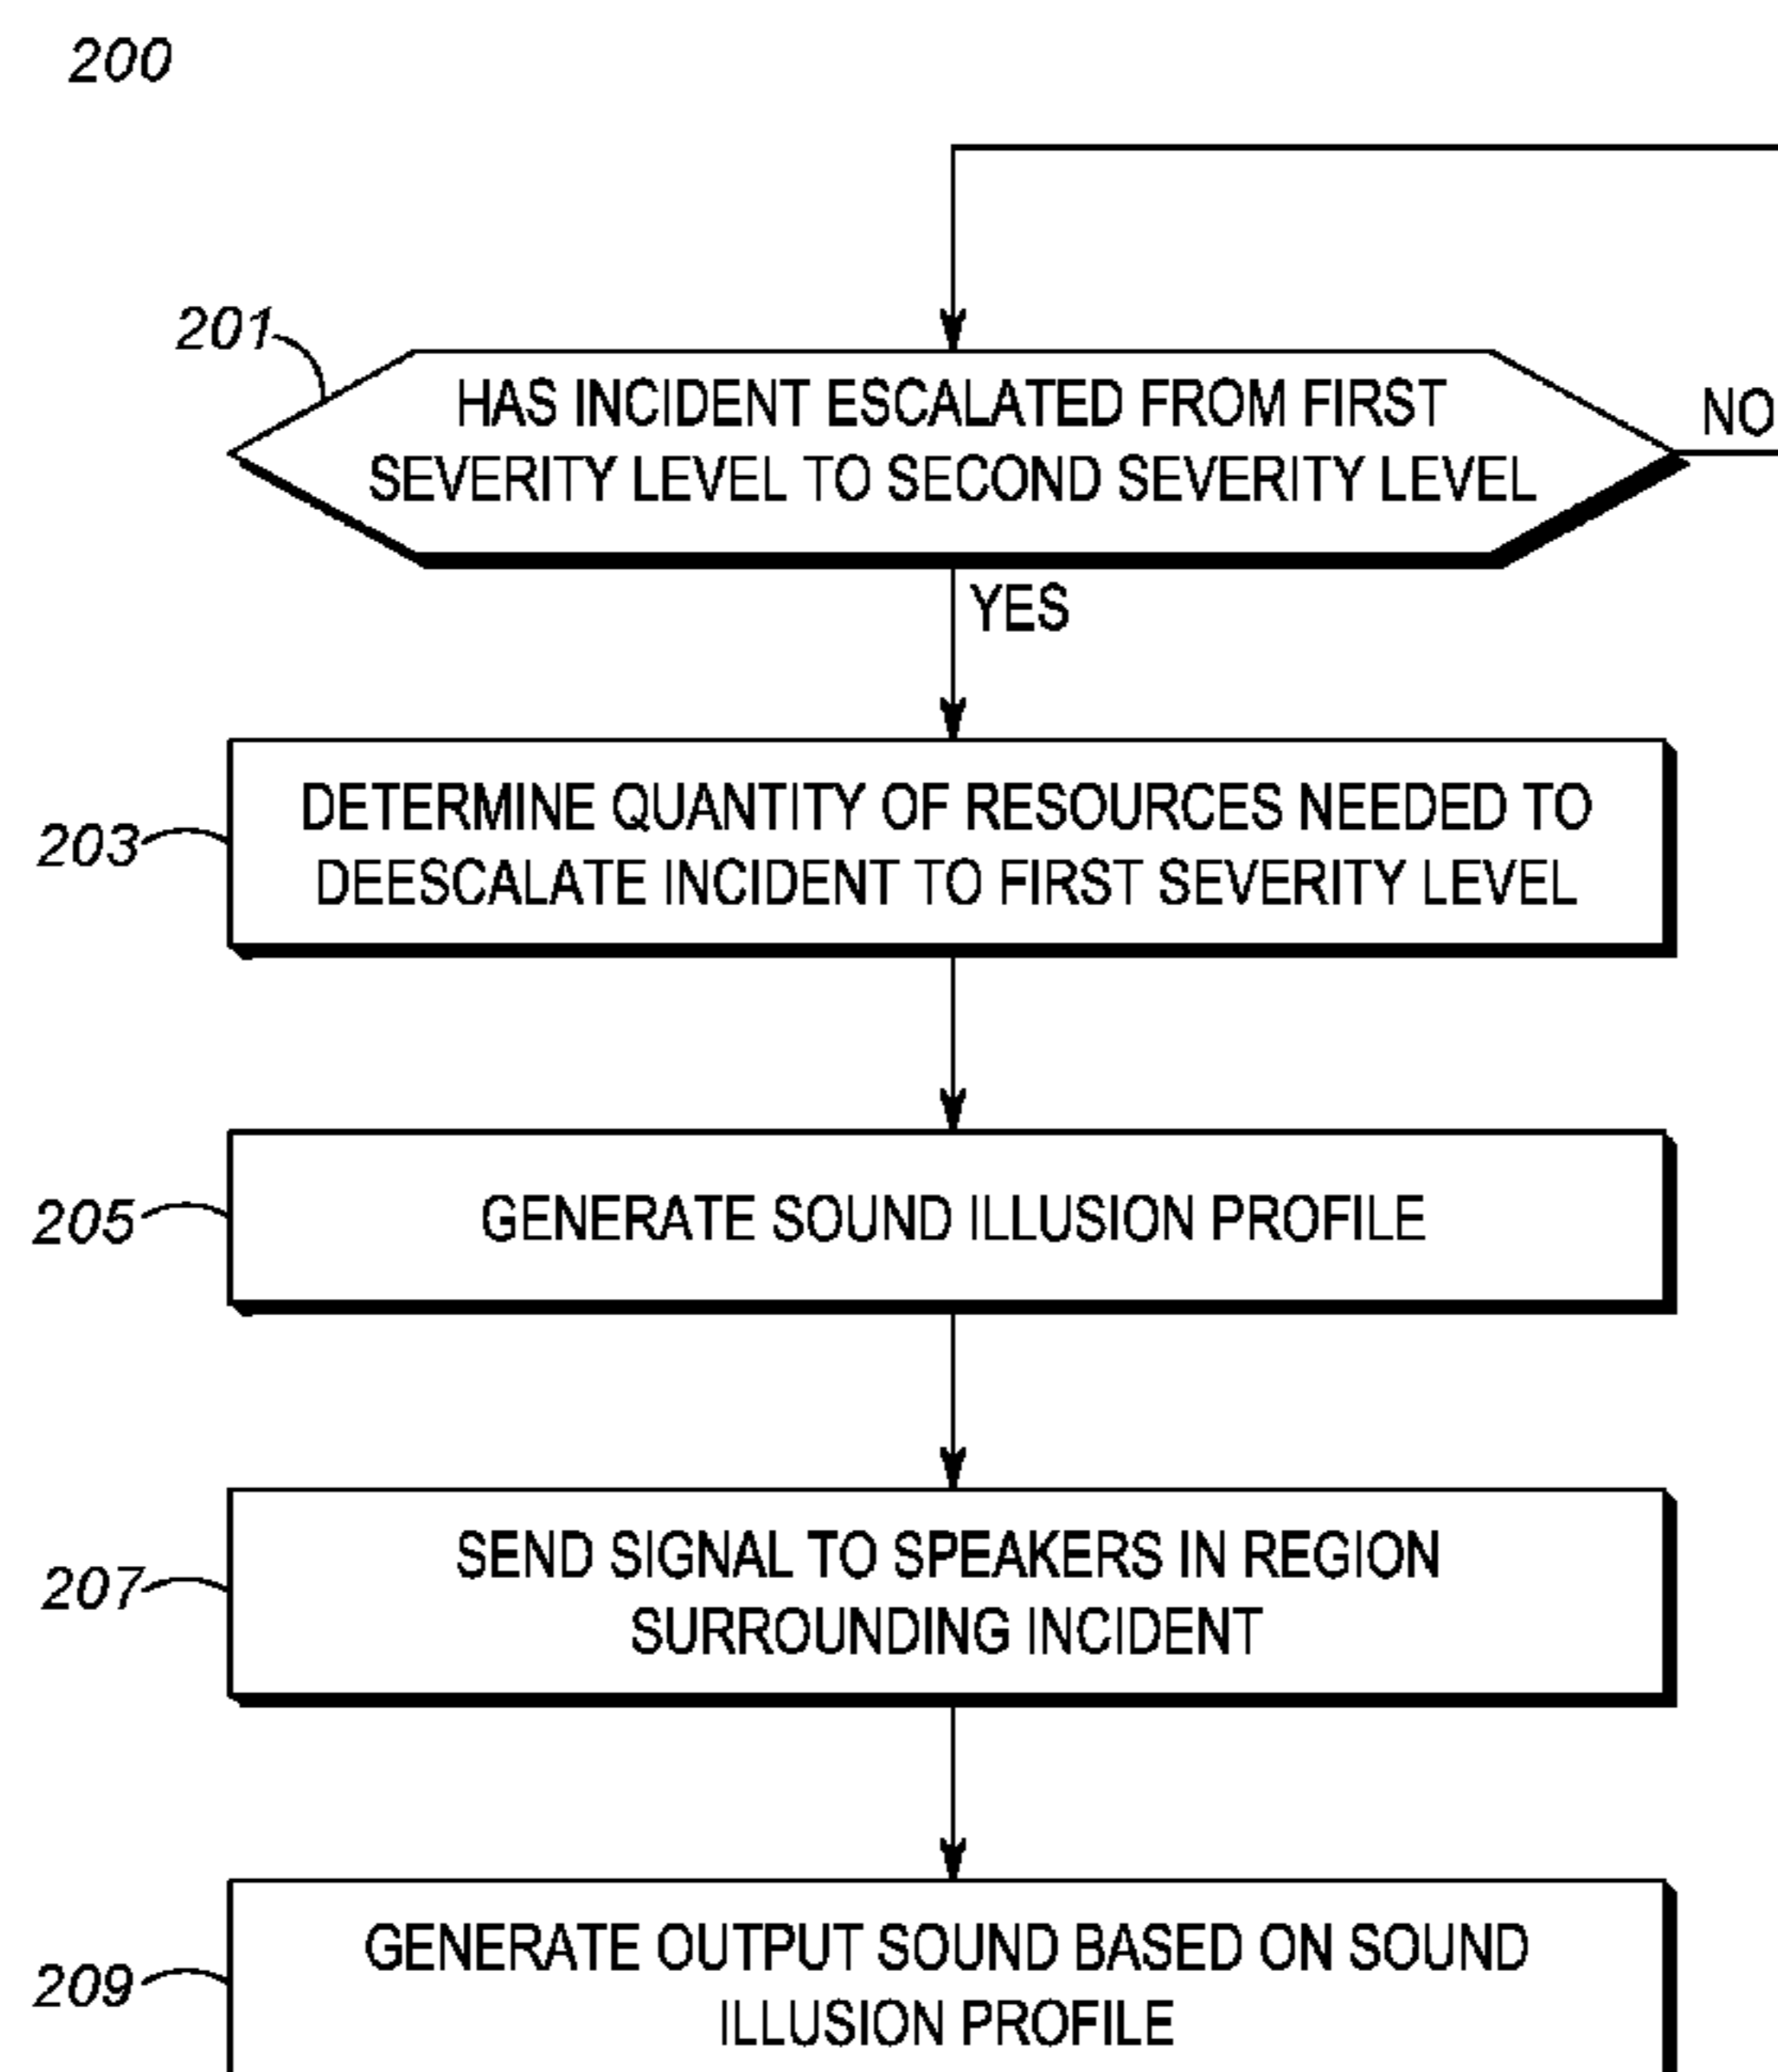 200
201
HAS INCIDENT ESCALATED FROM FIRST
SEVERITY LEVEL TO SECOND SEVERITY LEVEL
NO
YES
203
DETERMINE QUANTITY OF RESOURCES NEEDED TO
DEESCALATE INCIDENT TO FIRST SEVERITY LEVEL
205
GENERATE SOUND ILLUSION PROFILE
207
SEND SIGNAL TO SPEAKERS IN REGION
SURROUNDING INCIDENT
209
GENERATE OUTPUT SOUND BASED ON SOUND
ILLUSION PROFILE